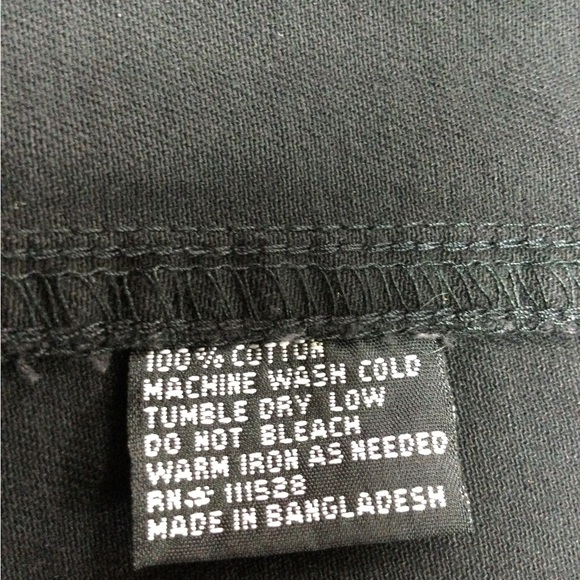 100% COTTON
MACHINE WASH COLD
TUMBLE DRY LOW
DO NOT BLEACH
WARM IRON AS NEEDED
RN# 111528
MADE IN BANGLADESH